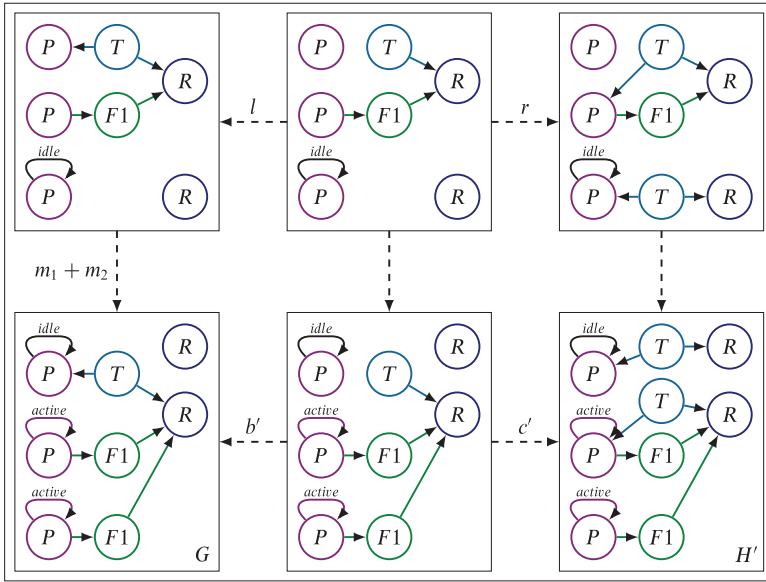 P T P P T
R R R
P F1 l P F1 r P F1
idle idle idle
P R P R P T R
m₁ + m₂
idle R idle R idle
P T P T P T R
active R active R active T R
P F1 b′ P F1 c′ P F1
active active active
P F1 G P F1 P F1 H′